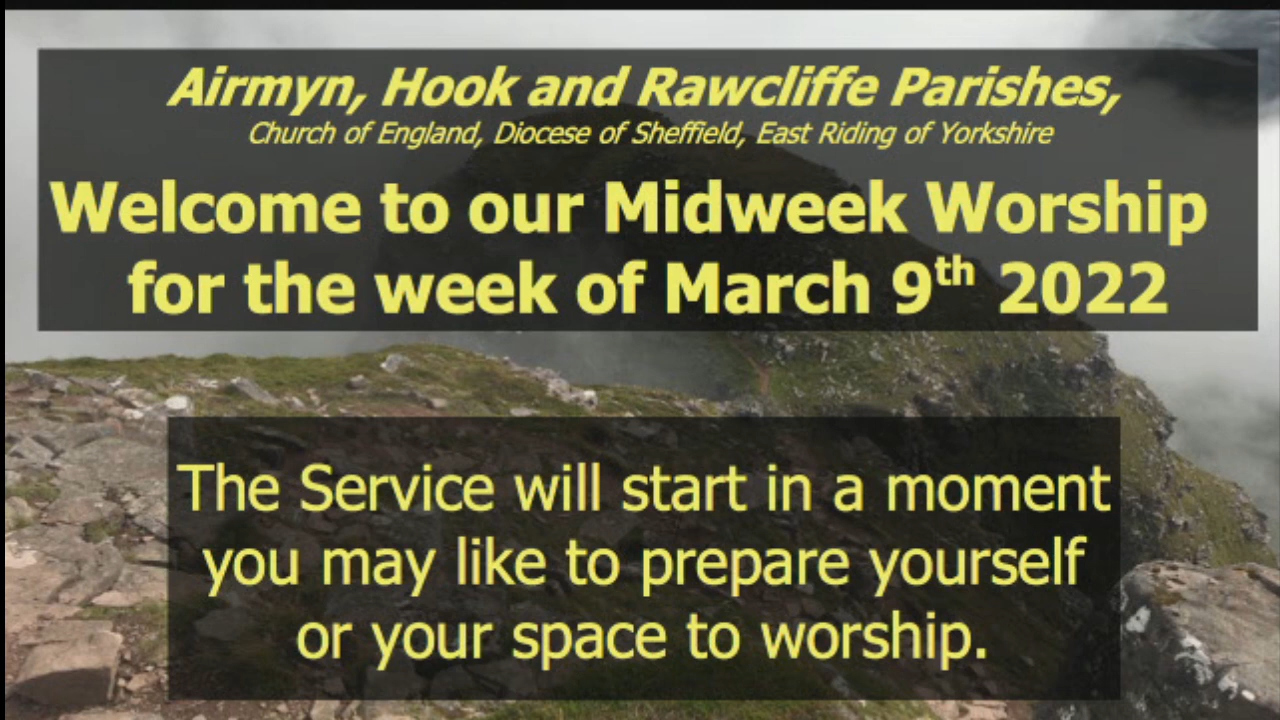 Airmyn, Hook and Rawcliffe Parishes,
Church of England, Diocese of Sheffield, East Riding of Yorkshire
Welcome to our Midweek Worship
for the week of March 9th 2022
The Service will start in a moment
you may like to prepare yourself
or your space to worship.